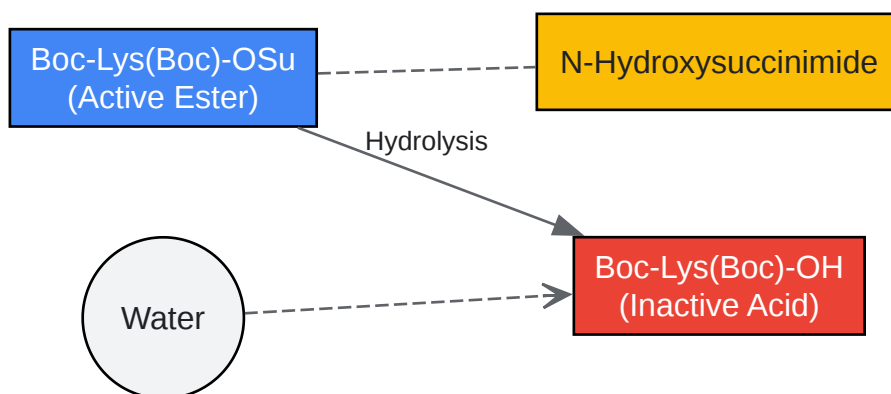 Boc-Lys(Boc)-OSu
(Active Ester)
N-Hydroxysuccinimide
Hydrolysis
Boc-Lys(Boc)-OH
(Inactive Acid)
Water